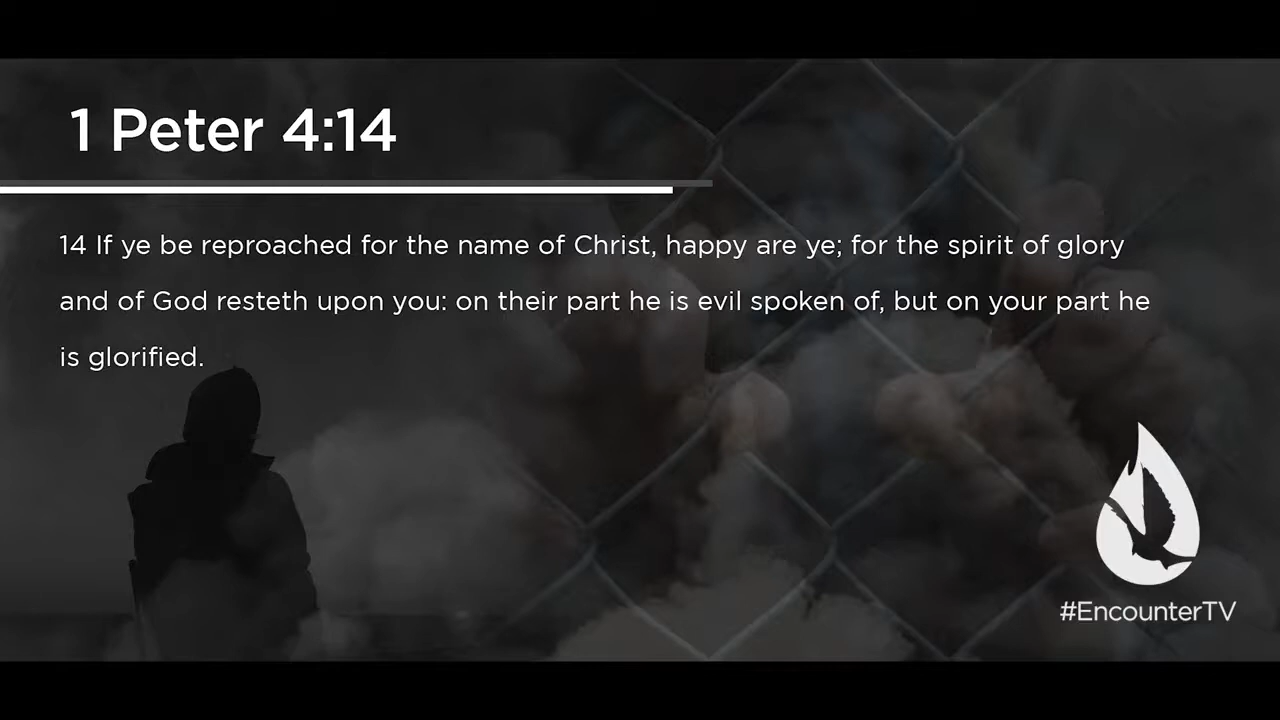 1 Peter 4:14
14 If ye be reproached for the name of Christ, happy are ye; for the spirit of glory
and of God resteth upon you: on their part he is evil spoken of, but on your part he
is glorified.
#EncounterTV